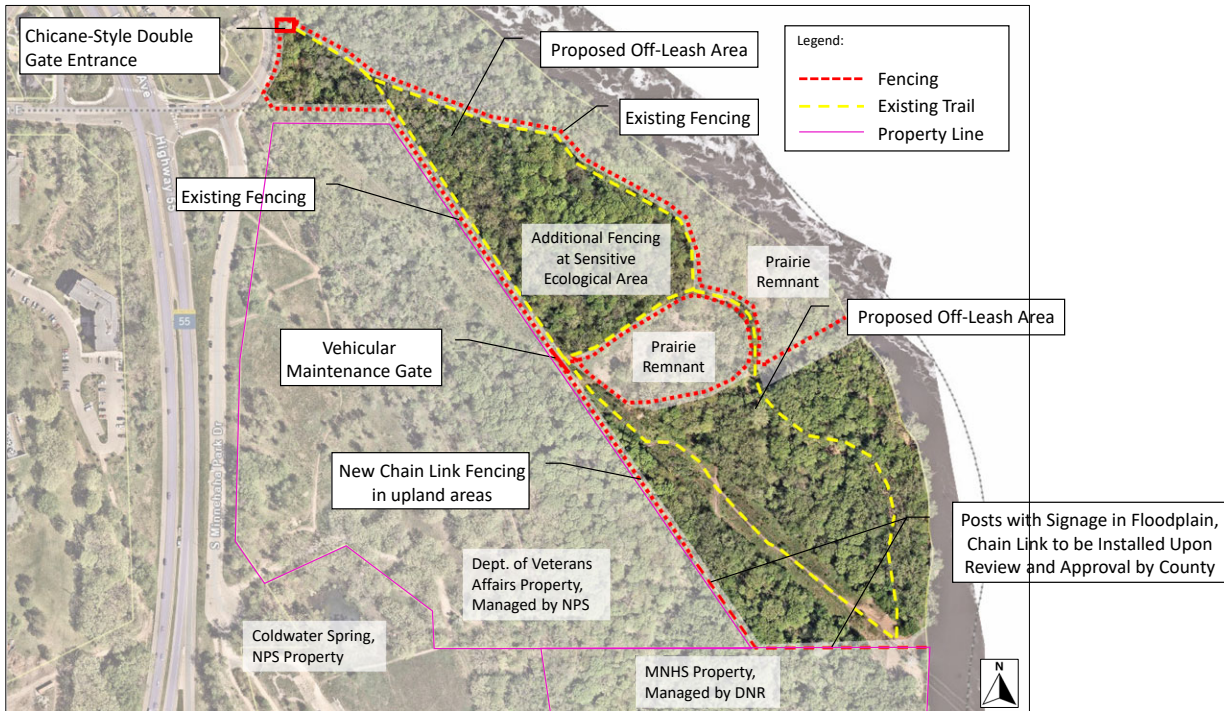 Chicane-Style Double
Gate Entrance
Proposed Off-Leash Area
Legend:
Fencing
Existing Trail
Property Line
Existing Fencing
Ave
Highway 55
Existing Fencing
Additional Fencing
at Sensitive
Ecological Area
Prairie
Remnant
Proposed Off-Leash Area
55
Vehicular
Maintenance Gate
Prairie
Remnant
New Chain Link Fencing
in upland areas
S Minnehaha Park Dr
Posts with Signage in Floodplain,
Chain Link to be Installed Upon
Review and Approval by County
Dept. of Veterans
Affairs Property,
Managed by NPS
Coldwater Spring,
NPS Property
MNHS Property,
Managed by DNR
N